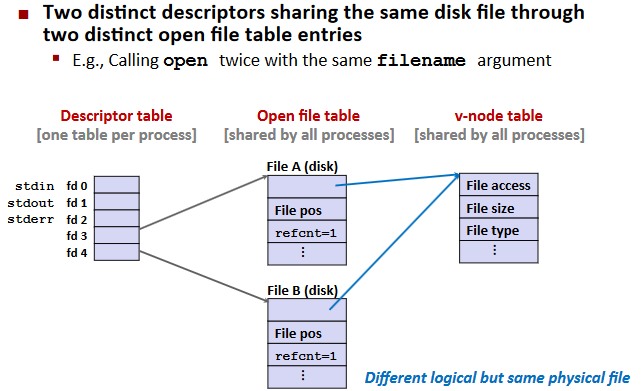 Two distinct descriptors sharing the same disk file through
two distinct open file table entries
E.g., Calling open twice with the same filename argument
Descriptor table
[one table per process]
Open file table
[shared by all processes]
v-node table
[shared by all processes]
stdin fd 0
stdout fd 1
stderr fd 2
fd 3
fd 4
File A (disk)
File pos
refcnt=1
⋮
File B (disk)
File pos
refcnt=1
⋮
File access
File size
File type
⋮
Different logical but same physical file